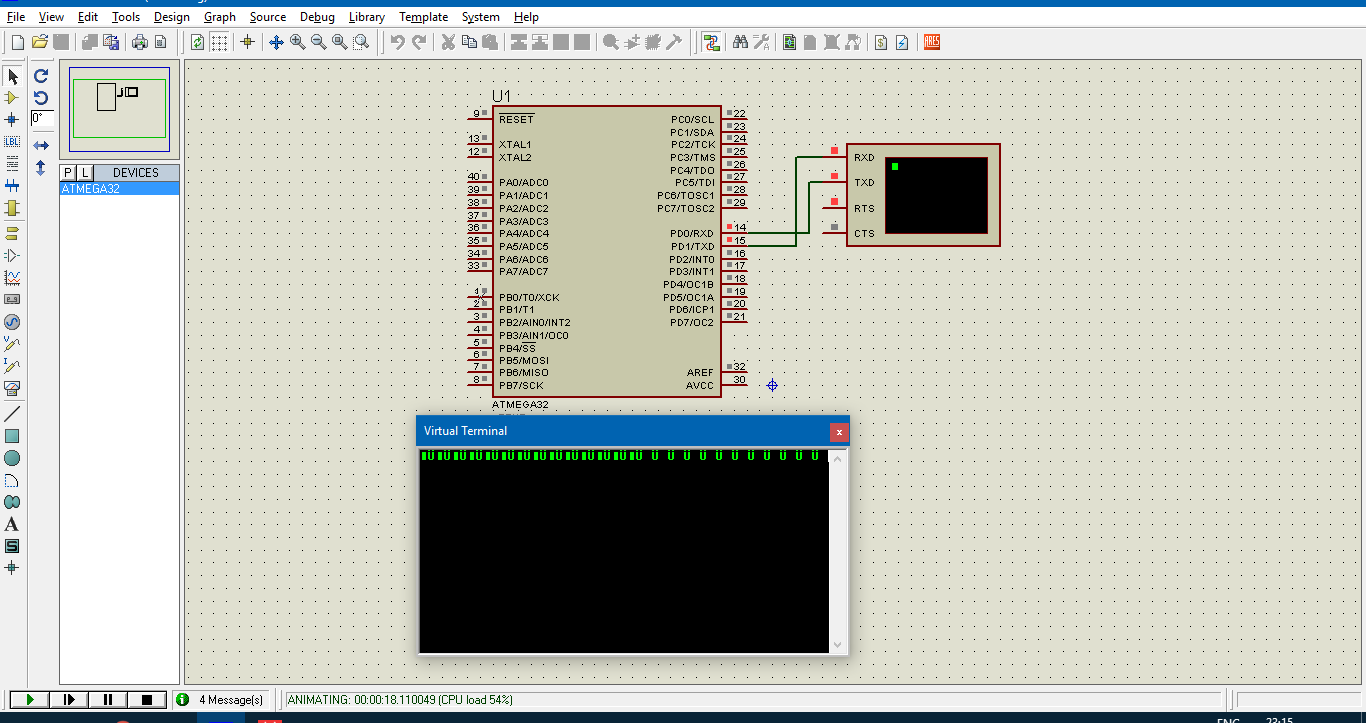 File View Edit Tools Design Graph Source Debug Library Template System Help
ARES
0°
LBL
P L DEVICES
ATMEGA32
U1
9 RESET
13 XTAL1
12 XTAL2
40 PA0/ADC0
39 PA1/ADC1
38 PA2/ADC2
37 PA3/ADC3
36 PA4/ADC4
35 PA5/ADC5
34 PA6/ADC6
33 PA7/ADC7
1 PB0/T0/XCK
2 PB1/T1
3 PB2/AIN0/INT2
4 PB3/AIN1/OC0
5 PB4/SS
6 PB5/MOSI
7 PB6/MISO
8 PB7/SCK
PC0/SCL 22
PC1/SDA 23
PC2/TCK 24
PC3/TMS 25
PC4/TDO 26
PC5/TDI 27
PC6/TOSC1 28
PC7/TOSC2 29
PD0/RXD 14
PD1/TXD 15
PD2/INT0 16
PD3/INT1 17
PD4/OC1B 18
PD5/OC1A 19
PD6/ICP1 20
PD7/OC2 21
AREF 32
AVCC 30
ATMEGA32
RXD
TXD
RTS
CTS
Virtual Terminal x
U U U U U U U U U U U U U U U U U U U U U U U U U
A
S
4 Message(s)
ANIMATING: 00:00:18.110049 (CPU load 54%)
ENG 22:15